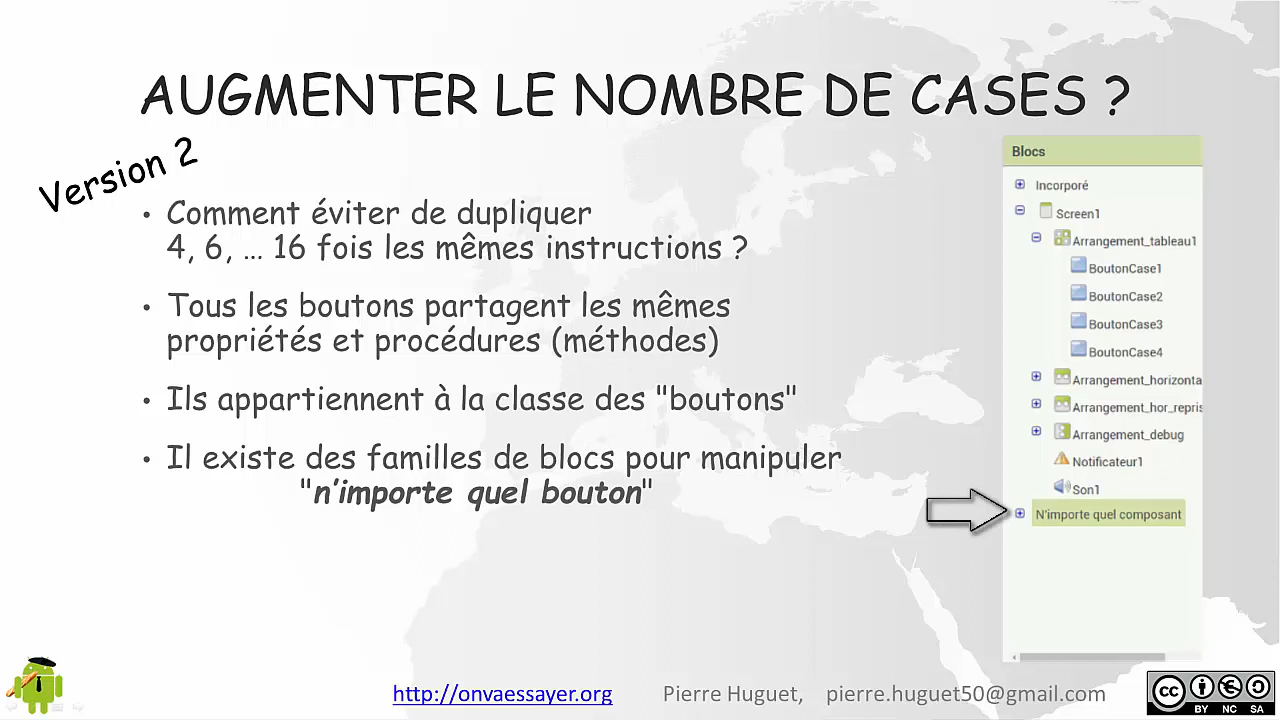 AUGMENTER LE NOMBRE DE CASES ?
Version 2
• Comment éviter de dupliquer
4, 6, ... 16 fois les mêmes instructions ?
• Tous les boutons partagent les mêmes
propriétés et procédures (méthodes)
• Ils appartiennent à la classe des "boutons"
• Il existe des familles de blocs pour manipuler
"n'importe quel bouton"
Blocs
Incorporé
Screen1
Arrangement_tableau1
BoutonCase1
BoutonCase2
BoutonCase3
BoutonCase4
Arrangement_horizonta
Arrangement_hor_repris
Arrangement_debug
Notificateur1
Son1
N'importe quel composant
http://onvaessayer.org Pierre Huguet, pierre.huguet50@gmail.com
cc
BY NC SA